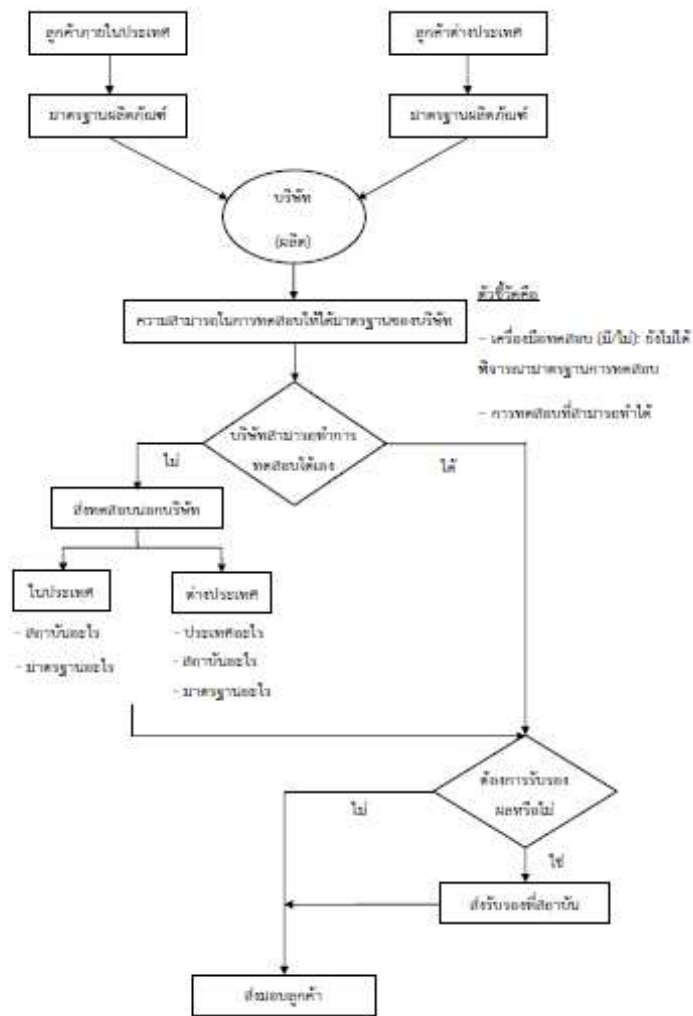 ลูกค้าภายในประเทศ
ลูกค้าต่างประเทศ
มาตรฐานผลิตภัณฑ์
มาตรฐานผลิตภัณฑ์
บริษัท
(ผลิต)
ความสามารถในการทดสอบให้ได้มาตรฐานของบริษัท
ตัวชี้วัดคือ
- เครื่องมือทดสอบ (มี/ไม่): ยังไม่ได้
พิจารณามาตรฐานการทดสอบ
- การทดสอบที่สามารถทำได้
บริษัทสามารถทำการ
ทดสอบได้เอง
ไม่
ได้
ส่งทดสอบนอกบริษัท
ในประเทศ
ต่างประเทศ
- สถาบันอะไร
- มาตรฐานอะไร
- ประเทศอะไร
- สถาบันอะไร
- มาตรฐานอะไร
ต้องการรับรอง
ผลหรือไม่
ไม่
ใช่
ส่งรับรองที่สถาบัน
ส่งมอบลูกค้า